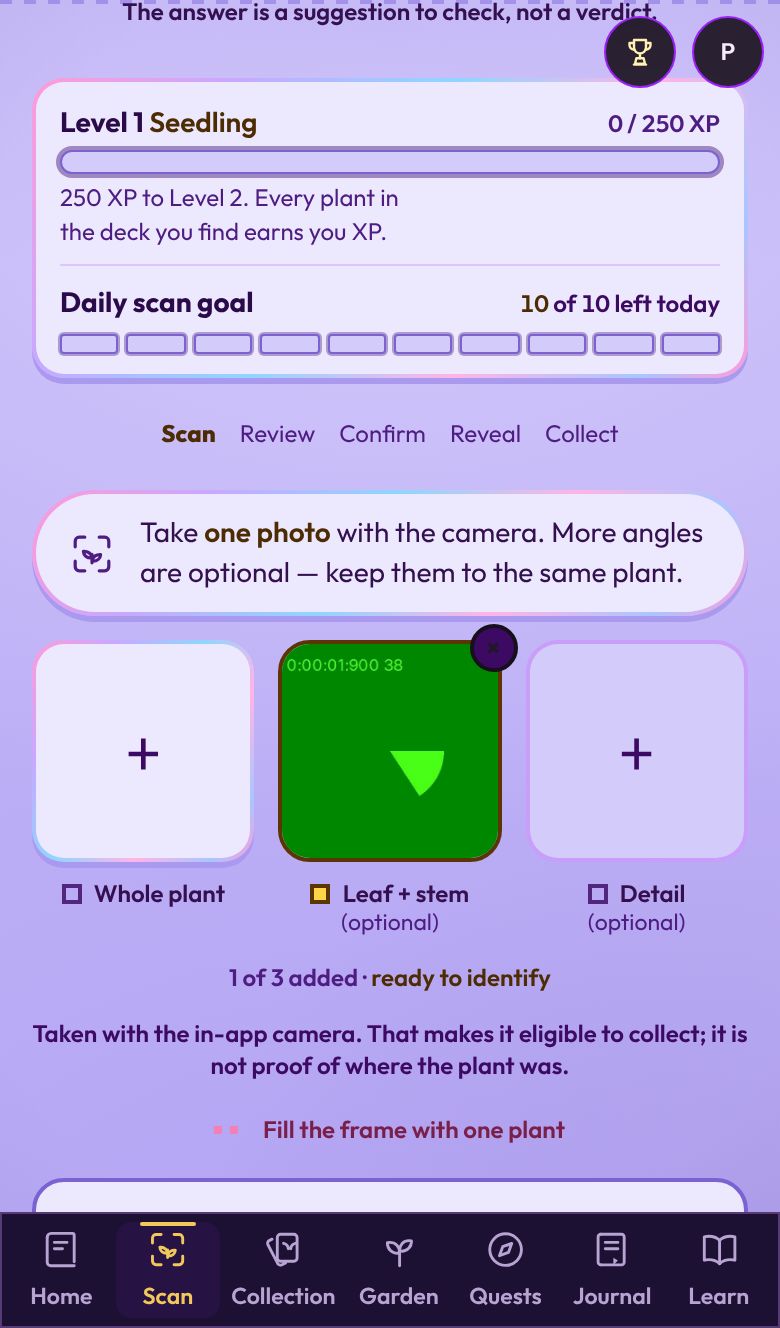 The answer is a suggestion to check, not a verdict.
P
Level 1 Seedling
0 / 250 XP
250 XP to Level 2. Every plant in
the deck you find earns you XP.
Daily scan goal
10 of 10 left today
Scan Review Confirm Reveal Collect
Take one photo with the camera. More angles
are optional — keep them to the same plant.
0:00:01:900 38
Whole plant
Leaf + stem
(optional)
Detail
(optional)
1 of 3 added · ready to identify
Taken with the in-app camera. That makes it eligible to collect; it is
not proof of where the plant was.
Fill the frame with one plant
Home Scan Collection Garden Quests Journal Learn